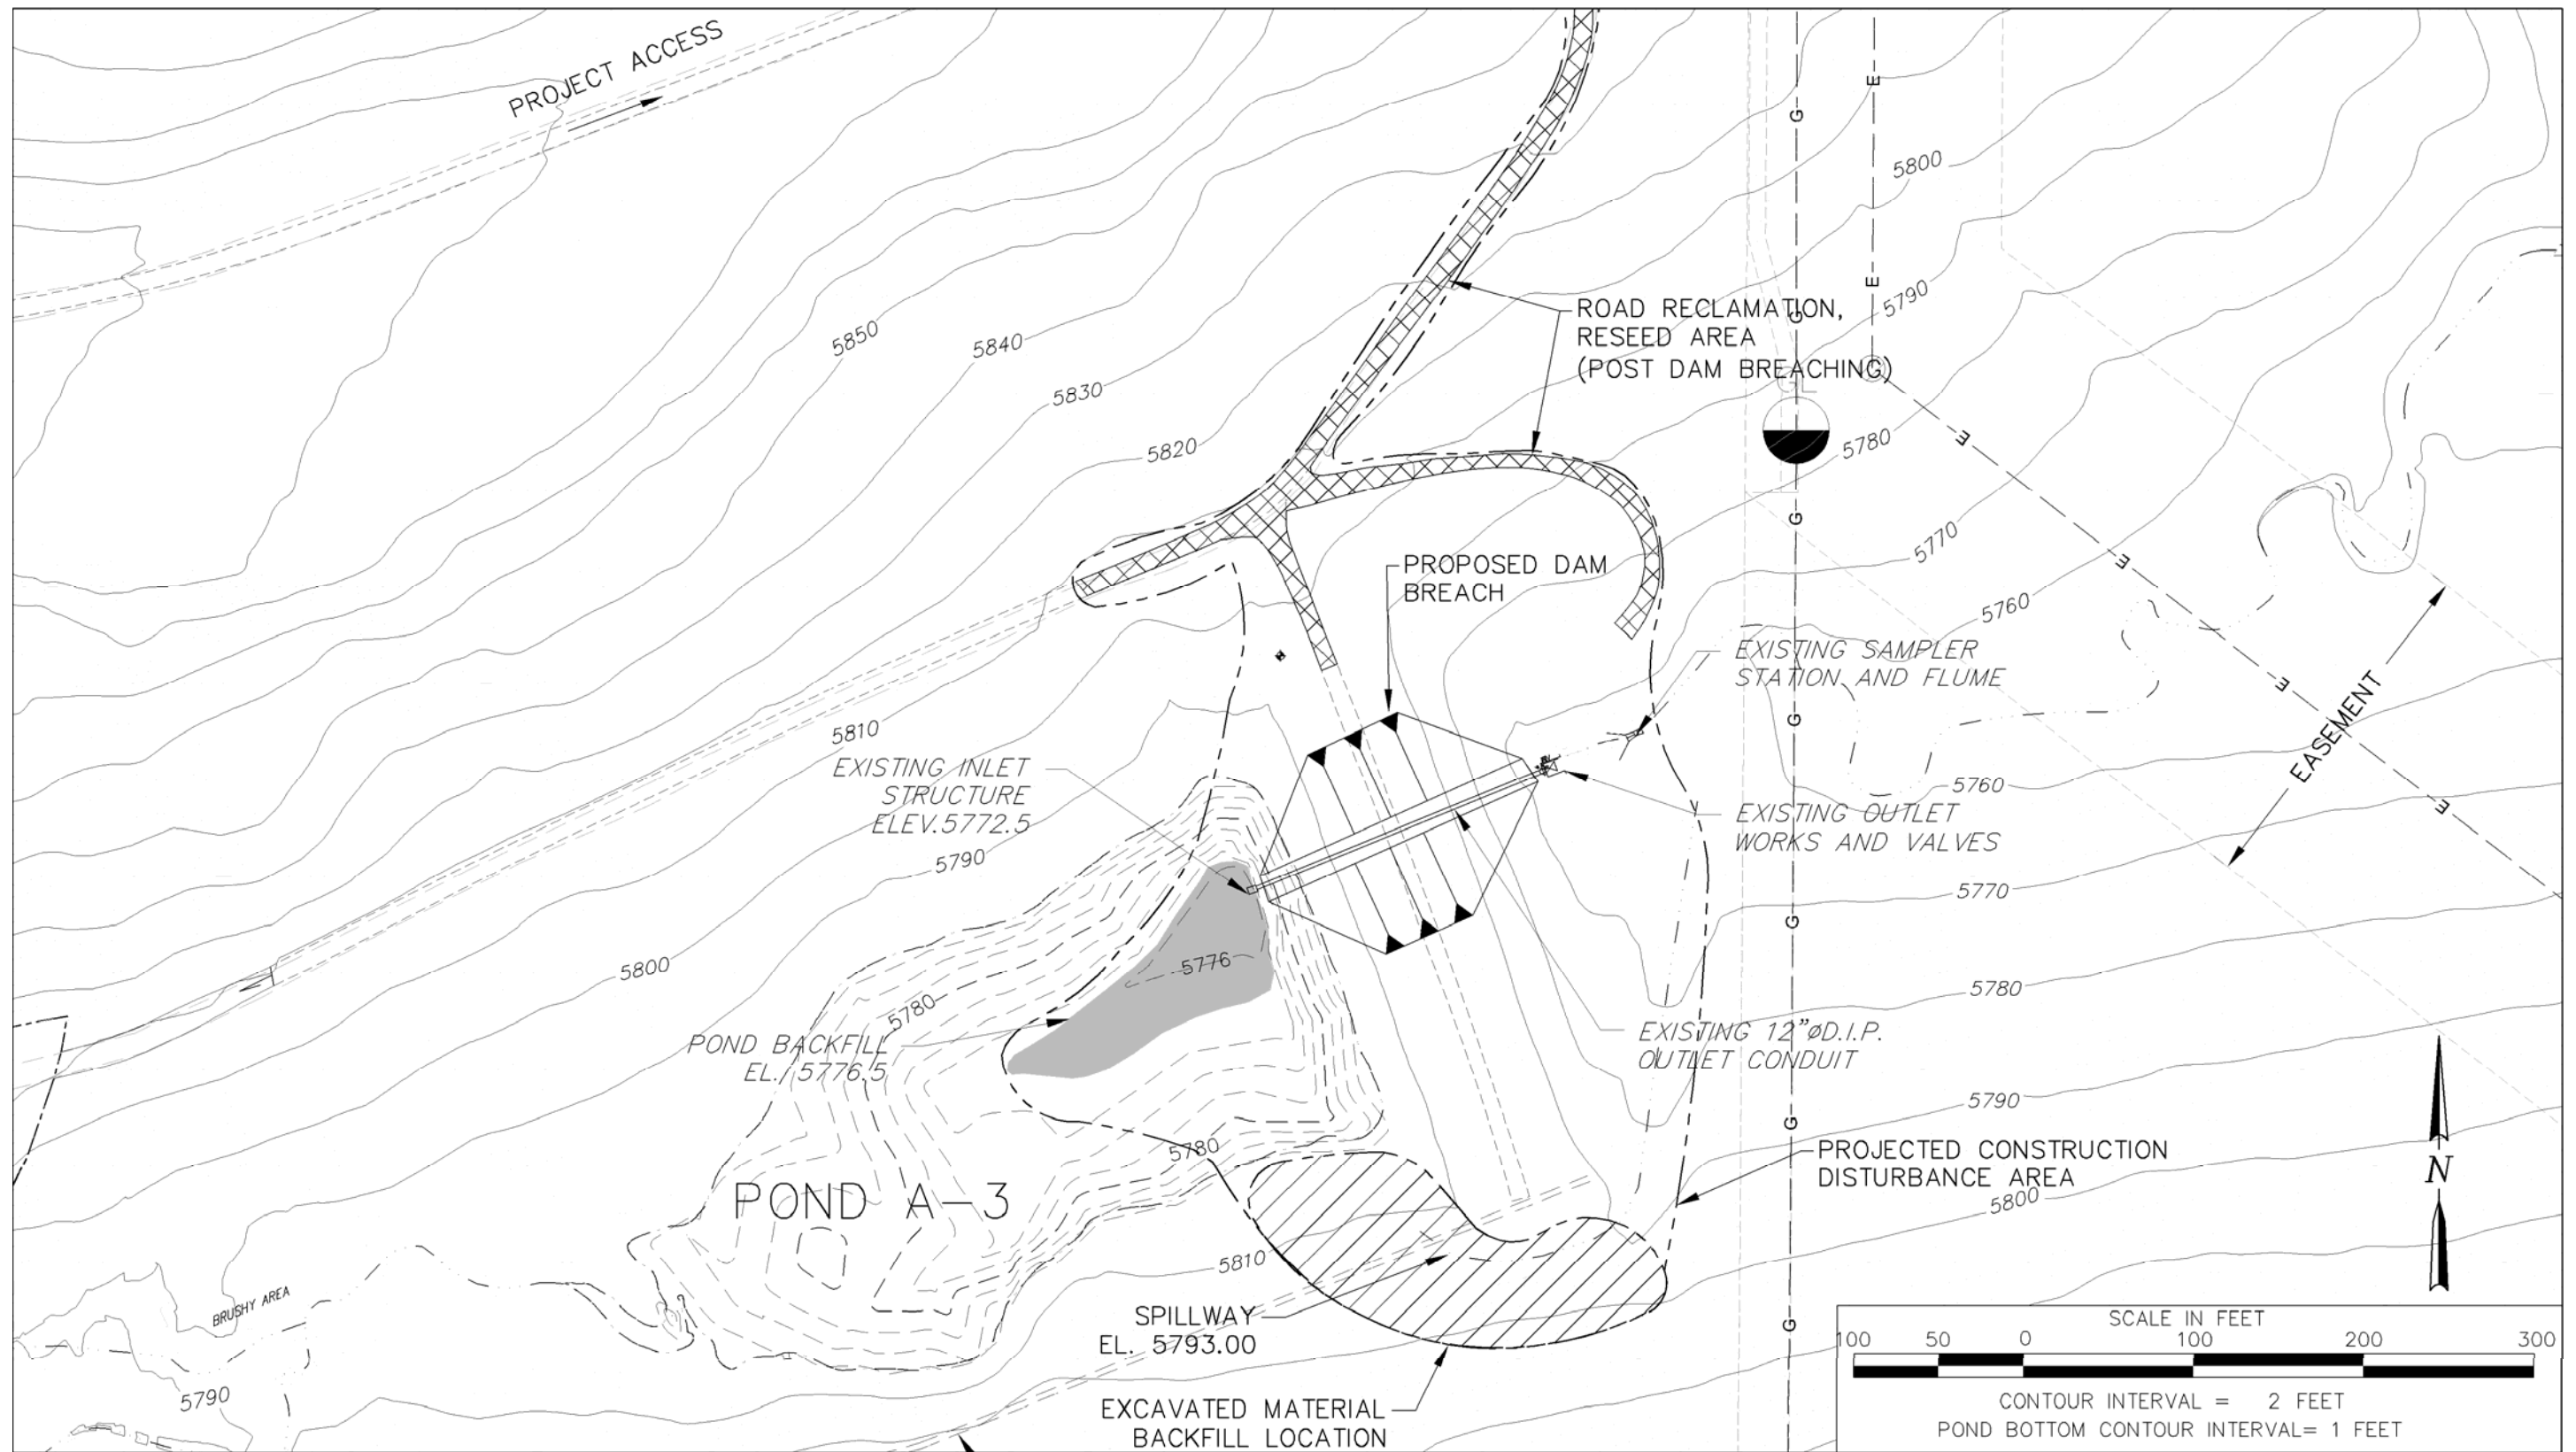 PROJECT ACCESS
G
E
5800
E
5790
ROAD RECLAMATION,
RESEED AREA
(POST DAM BREACHING)
G
5850
5840
5830
5820
5780
E
G
5770
E
PROPOSED DAM
BREACH
5760
EXISTING SAMPLER
STATION AND FLUME
E
G
EASEMENT
5810
EXISTING INLET
STRUCTURE
ELEV.5772.5
5760
E
EXISTING OUTLET
WORKS AND VALVES
5790
5770
G
5800
5776
5780
5780
POND BACKFILL
EL. 5776.5
EXISTING 12"øD.I.P.
OUTLET CONDUIT
5790
G
5780
PROJECTED CONSTRUCTION
DISTURBANCE AREA
N
POND A-3
5800
5810
BRUSHY AREA
SPILLWAY
EL. 5793.00
G
5790
EXCAVATED MATERIAL
BACKFILL LOCATION
SCALE IN FEET
100 50 0 100 200 300
CONTOUR INTERVAL = 2 FEET
POND BOTTOM CONTOUR INTERVAL= 1 FEET